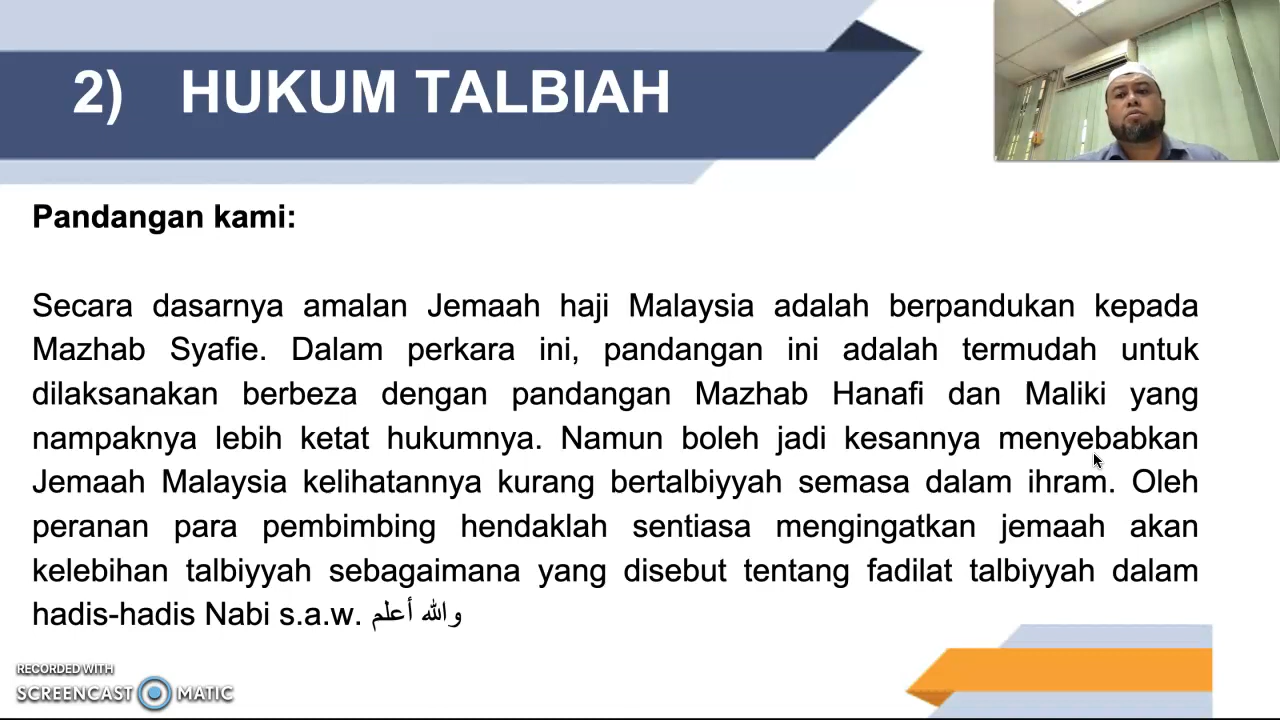 2) HUKUM TALBIAH
Pandangan kami:
Secara dasarnya amalan Jemaah haji Malaysia adalah berpandukan kepada
Mazhab Syafie. Dalam perkara ini, pandangan ini adalah termudah untuk
dilaksanakan berbeza dengan pandangan Mazhab Hanafi dan Maliki yang
nampaknya lebih ketat hukumnya. Namun boleh jadi kesannya menyebabkan
Jemaah Malaysia kelihatannya kurang bertalbiyyah semasa dalam ihram. Oleh
peranan para pembimbing hendaklah sentiasa mengingatkan jemaah akan
kelebihan talbiyyah sebagaimana yang disebut tentang fadilat talbiyyah dalam
hadis-hadis Nabi s.a.w. والله أعلم
RECORDED WITH
SCREENCAST MATIC